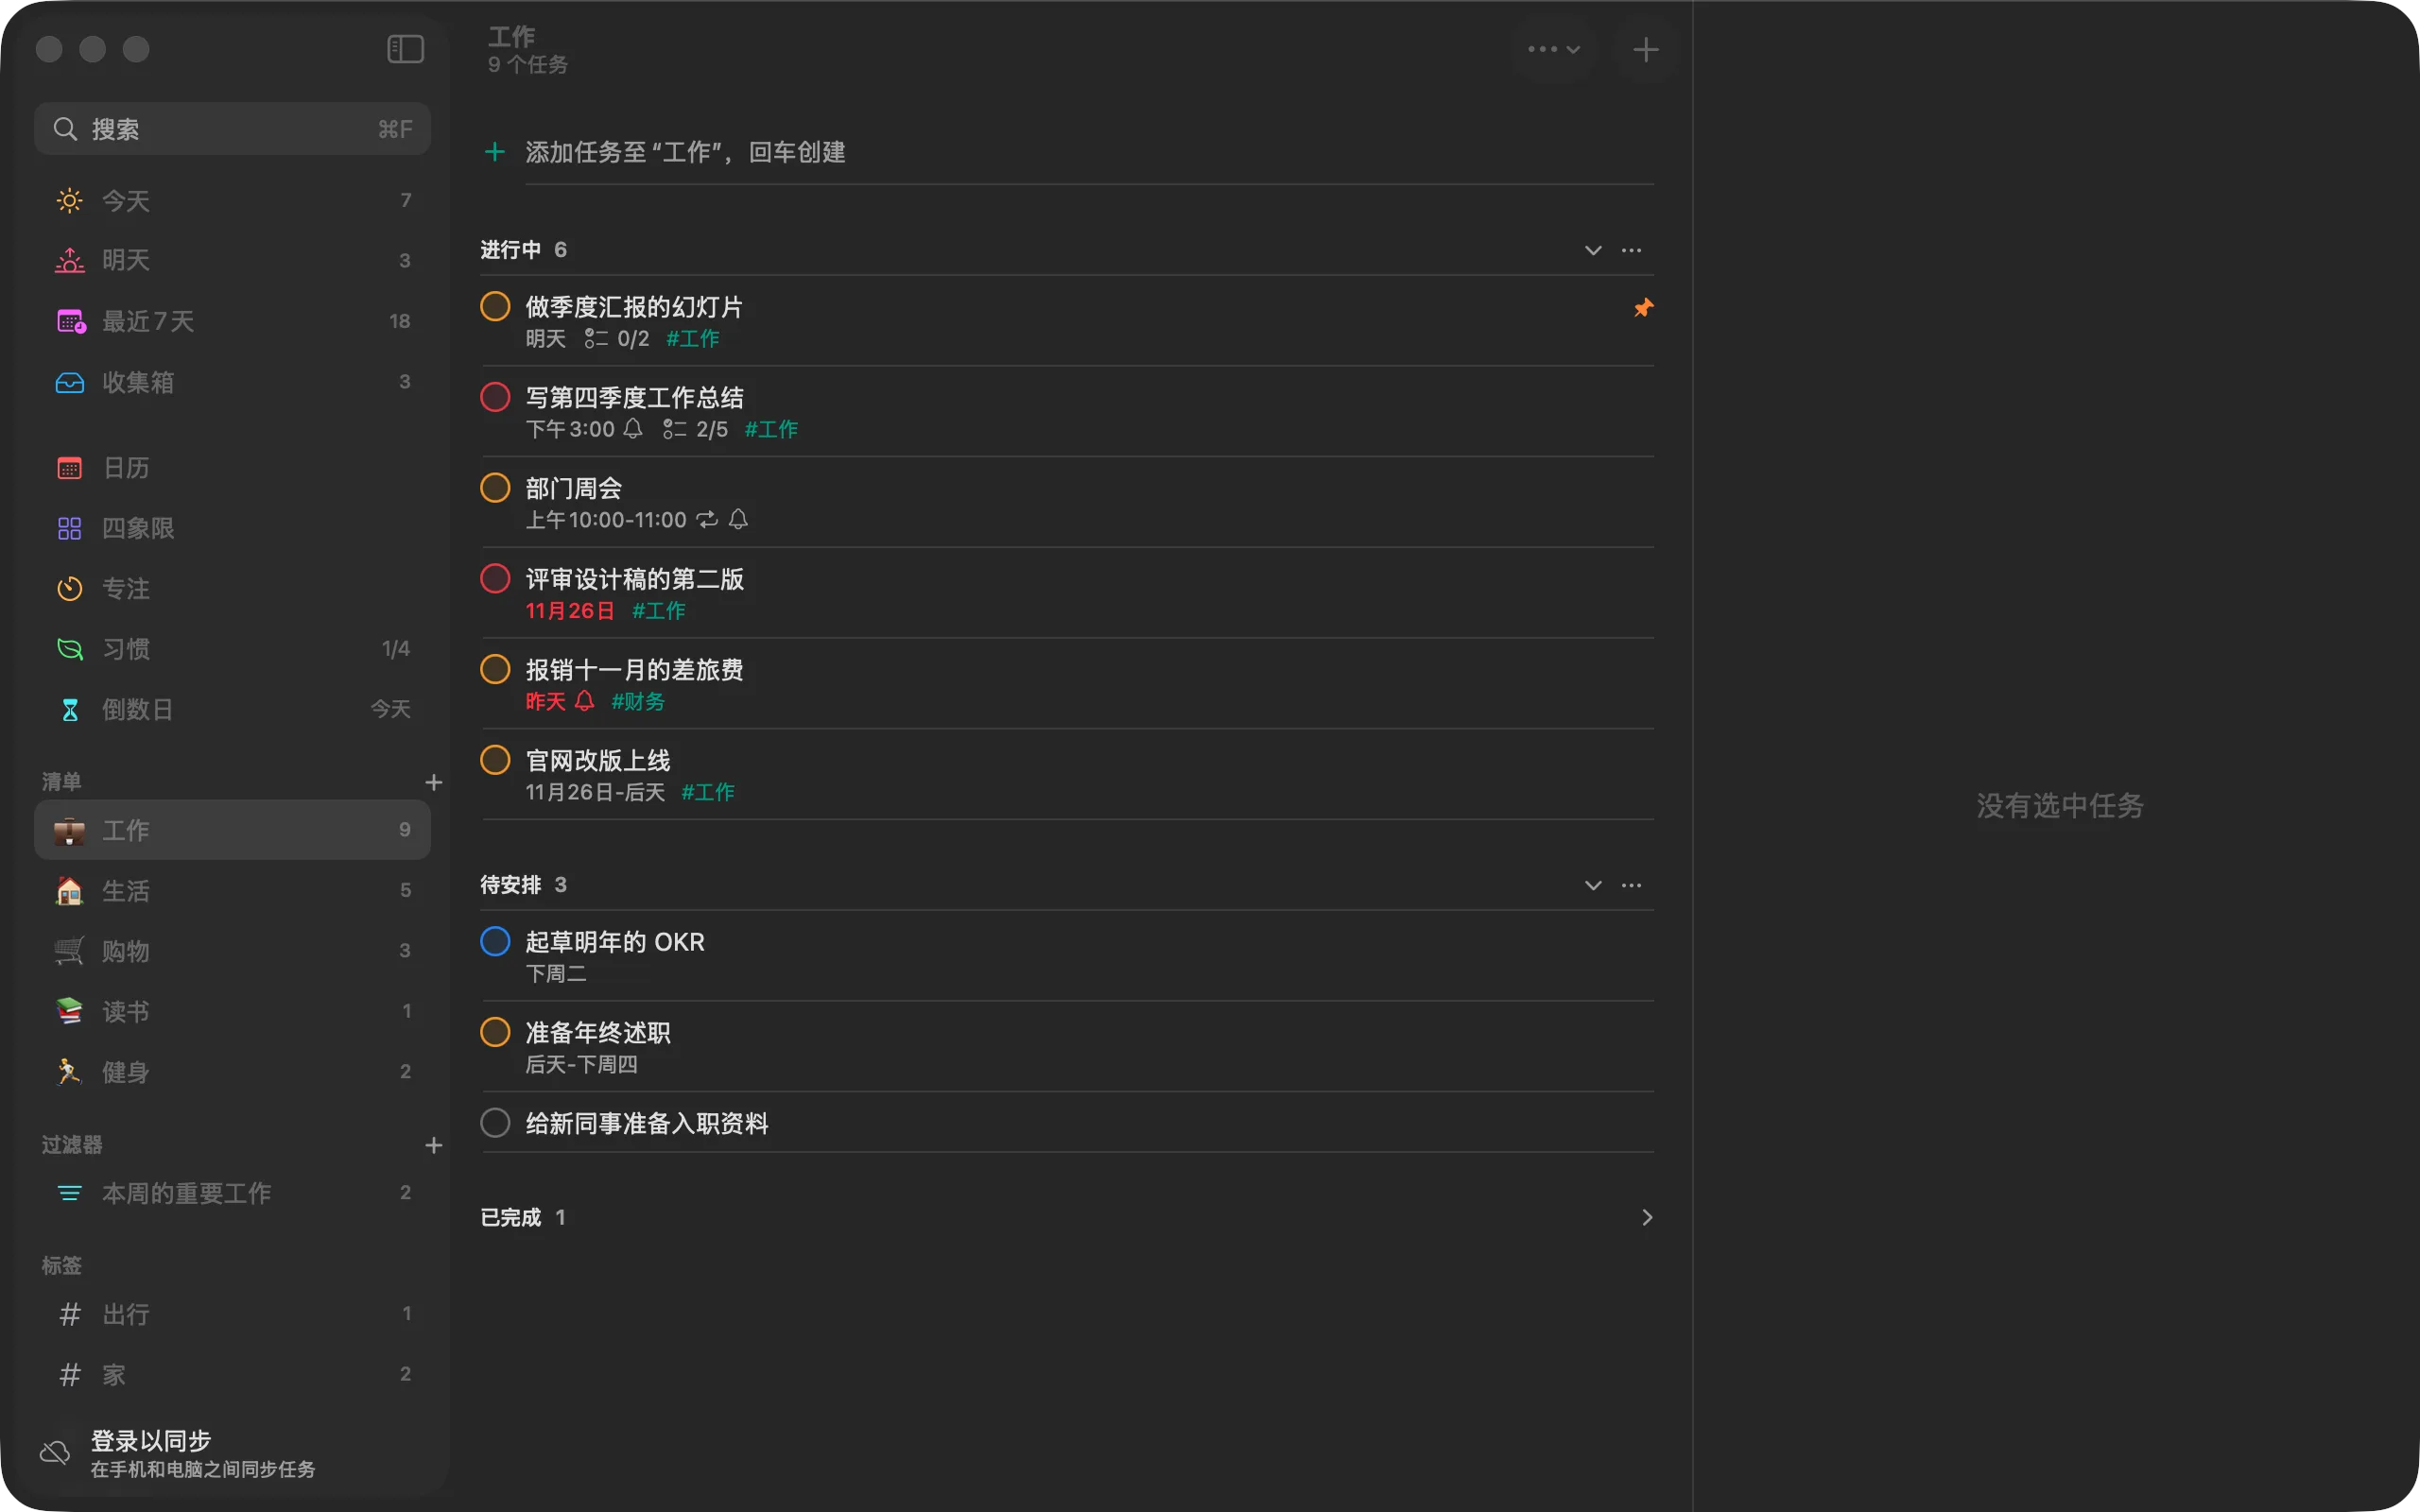 搜索 ⌘F
今天 7
明天 3
最近7天 18
收集箱 3
日历
四象限
专注
习惯 1/4
倒数日 今天
清单
工作 9
生活 5
购物 3
读书 1
健身 2
过滤器
本周的重要工作 2
标签
# 出行 1
# 家 2
登录以同步
在手机和电脑之间同步任务
工作
9 个任务
添加任务至“工作”，回车创建
进行中 6
做季度汇报的幻灯片
明天 0/2 #工作
写第四季度工作总结
下午3:00 2/5 #工作
部门周会
上午10:00-11:00
评审设计稿的第二版
11月26日 #工作
报销十一月的差旅费
昨天 #财务
官网改版上线
11月26日-后天 #工作
待安排 3
起草明年的 OKR
下周二
准备年终述职
后天-下周四
给新同事准备入职资料
已完成 1
没有选中任务